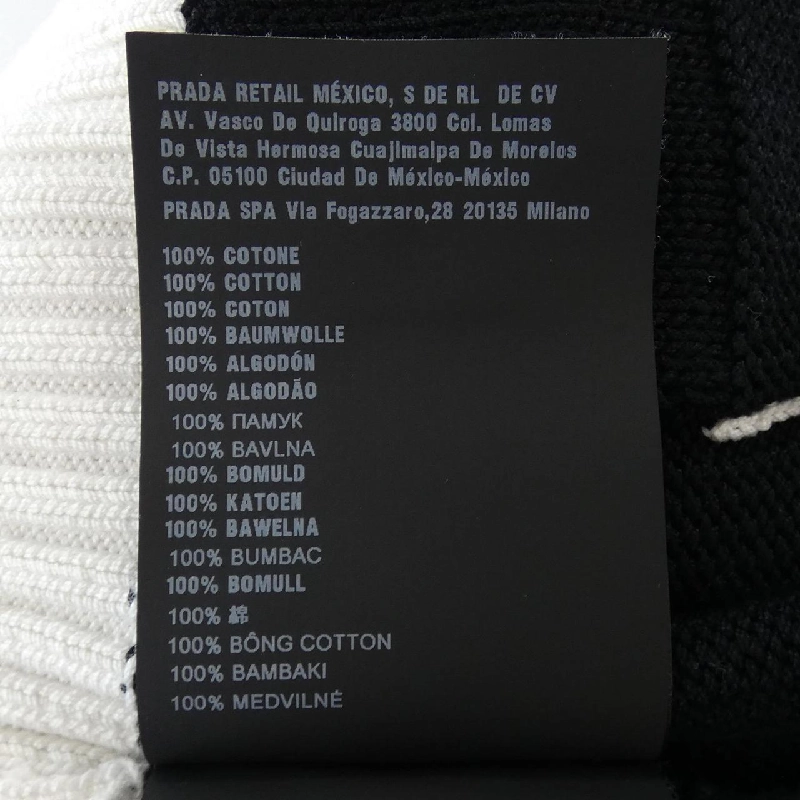 PRADA RETAIL MÉXICO, S DE RL DE CV
AV. Vasco De Quiroga 3800 Col. Lomas
De Vista Hermosa Cuajimalpa De Morelos
C.P. 05100 Ciudad De México-México
PRADA SPA Via Fogazzaro,28 20135 Milano
100% COTONE
100% COTTON
100% COTON
100% BAUMWOLLE
100% ALGODÓN
100% ALGODÃO
100% ПАМУК
100% BAVLNA
100% BOMULD
100% KATOEN
100% BAWELNA
100% BUMBAC
100% BOMULL
100% 棉
100% BÔNG COTTON
100% BAMBAKI
100% MEDVILNÉ